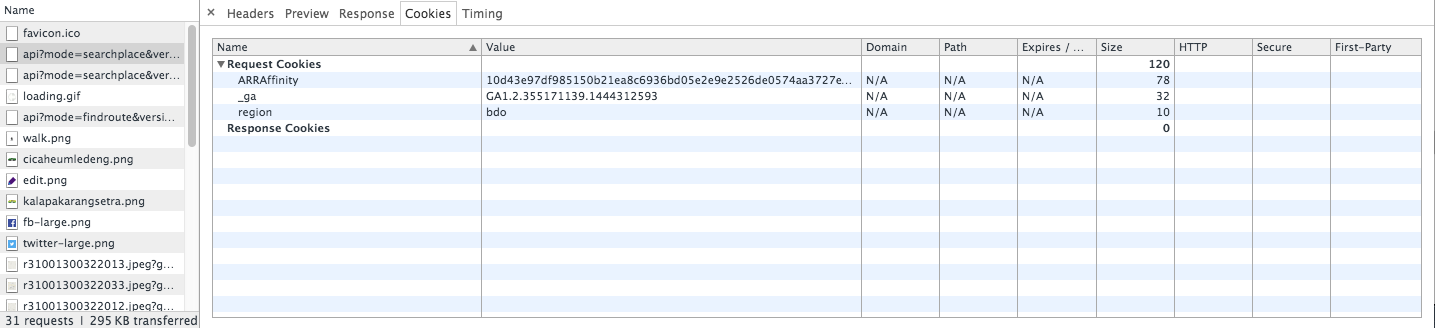 Name
favicon.ico
api?mode=searchplace&ver...
api?mode=searchplace&ver...
loading.gif
api?mode=findroute&versi...
walk.png
cicaheumledeng.png
edit.png
kalapakarangsetra.png
fb-large.png
twitter-large.png
r31001300322013.jpeg?g...
r31001300322033.jpeg?g...
r31001300322012.jpeg?g...
31 requests | 295 KB transferred
× Headers Preview Response Cookies Timing
Name ▲ Value Domain Path Expires / ... Size HTTP Secure First-Party
▼ Request Cookies 120
ARRAffinity 10d43e97df985150b21ea8c6936bd05e2e9e2526de0574aa3727e... N/A N/A N/A 78
_ga GA1.2.355171139.1444312593 N/A N/A N/A 32
region bdo N/A N/A N/A 10
Response Cookies 0